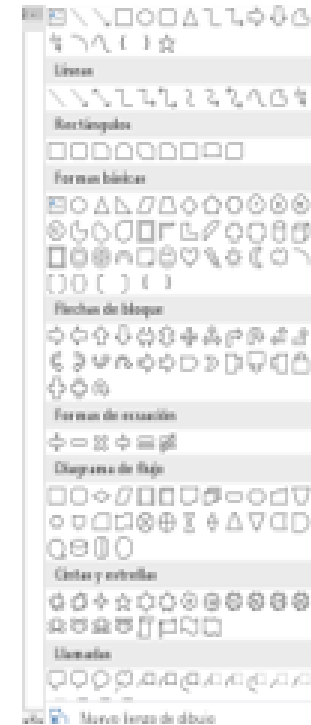 Líneas
Rectángulos
Formas básicas
Flechas de bloque
Formas de ecuación
Diagrama de flujo
Cintas y estrellas
Llamadas
Nuevo lienzo de dibujo